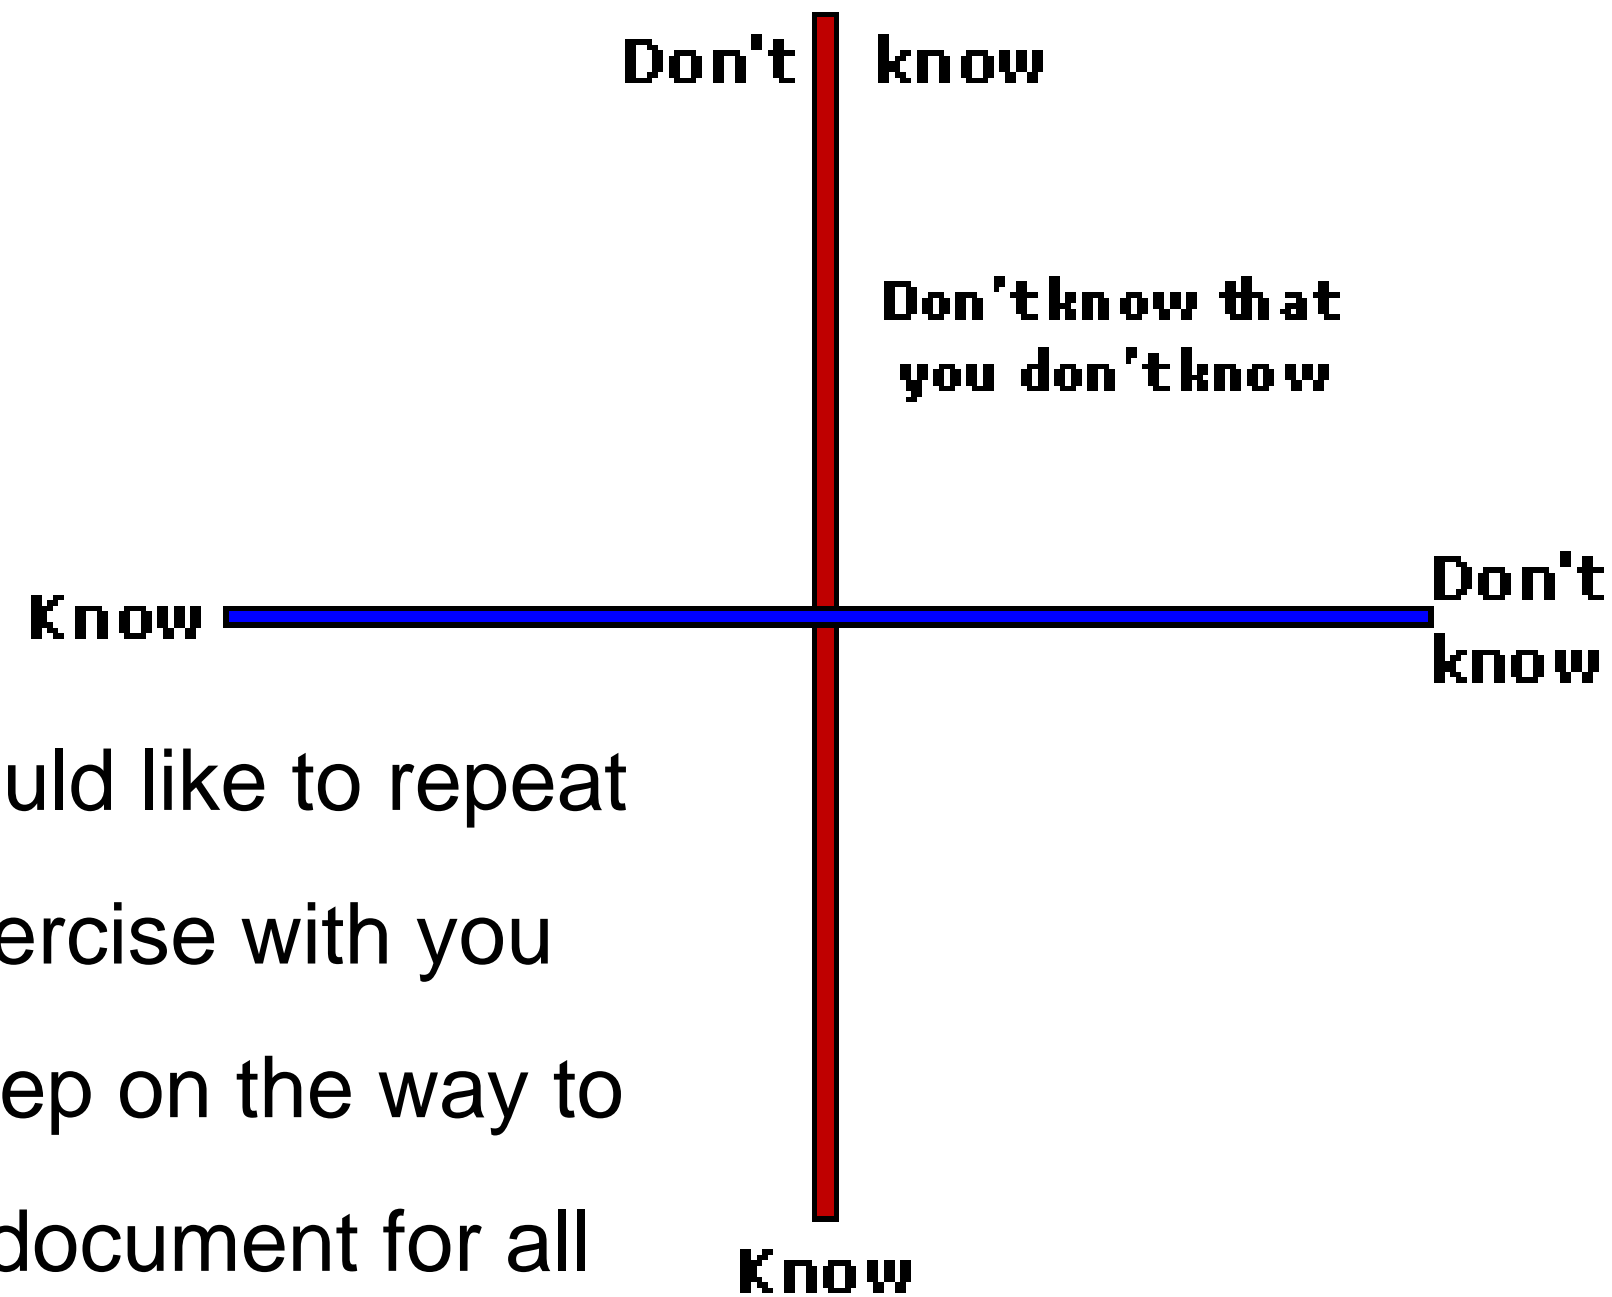 Don't know
Don't know that
you don't know
Don't
Know
know
uld like to repeat
ercise with you
ep on the way to
document for all
Know